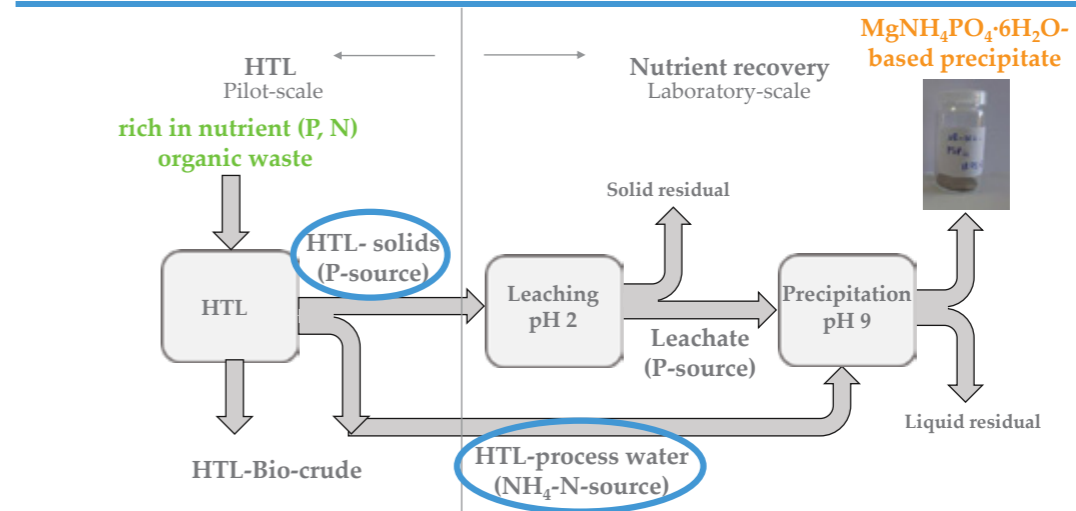 MgNH₄PO₄·6H₂O-
based precipitate
HTL
Pilot-scale
Nutrient recovery
Laboratory-scale
rich in nutrient (P, N)
organic waste
Solid residual
HTL- solids
(P-source)
HTL
Leaching
pH 2
Precipitation
pH 9
Leachate
(P-source)
Liquid residual
HTL-Bio-crude
HTL-process water
(NH₄-N-source)